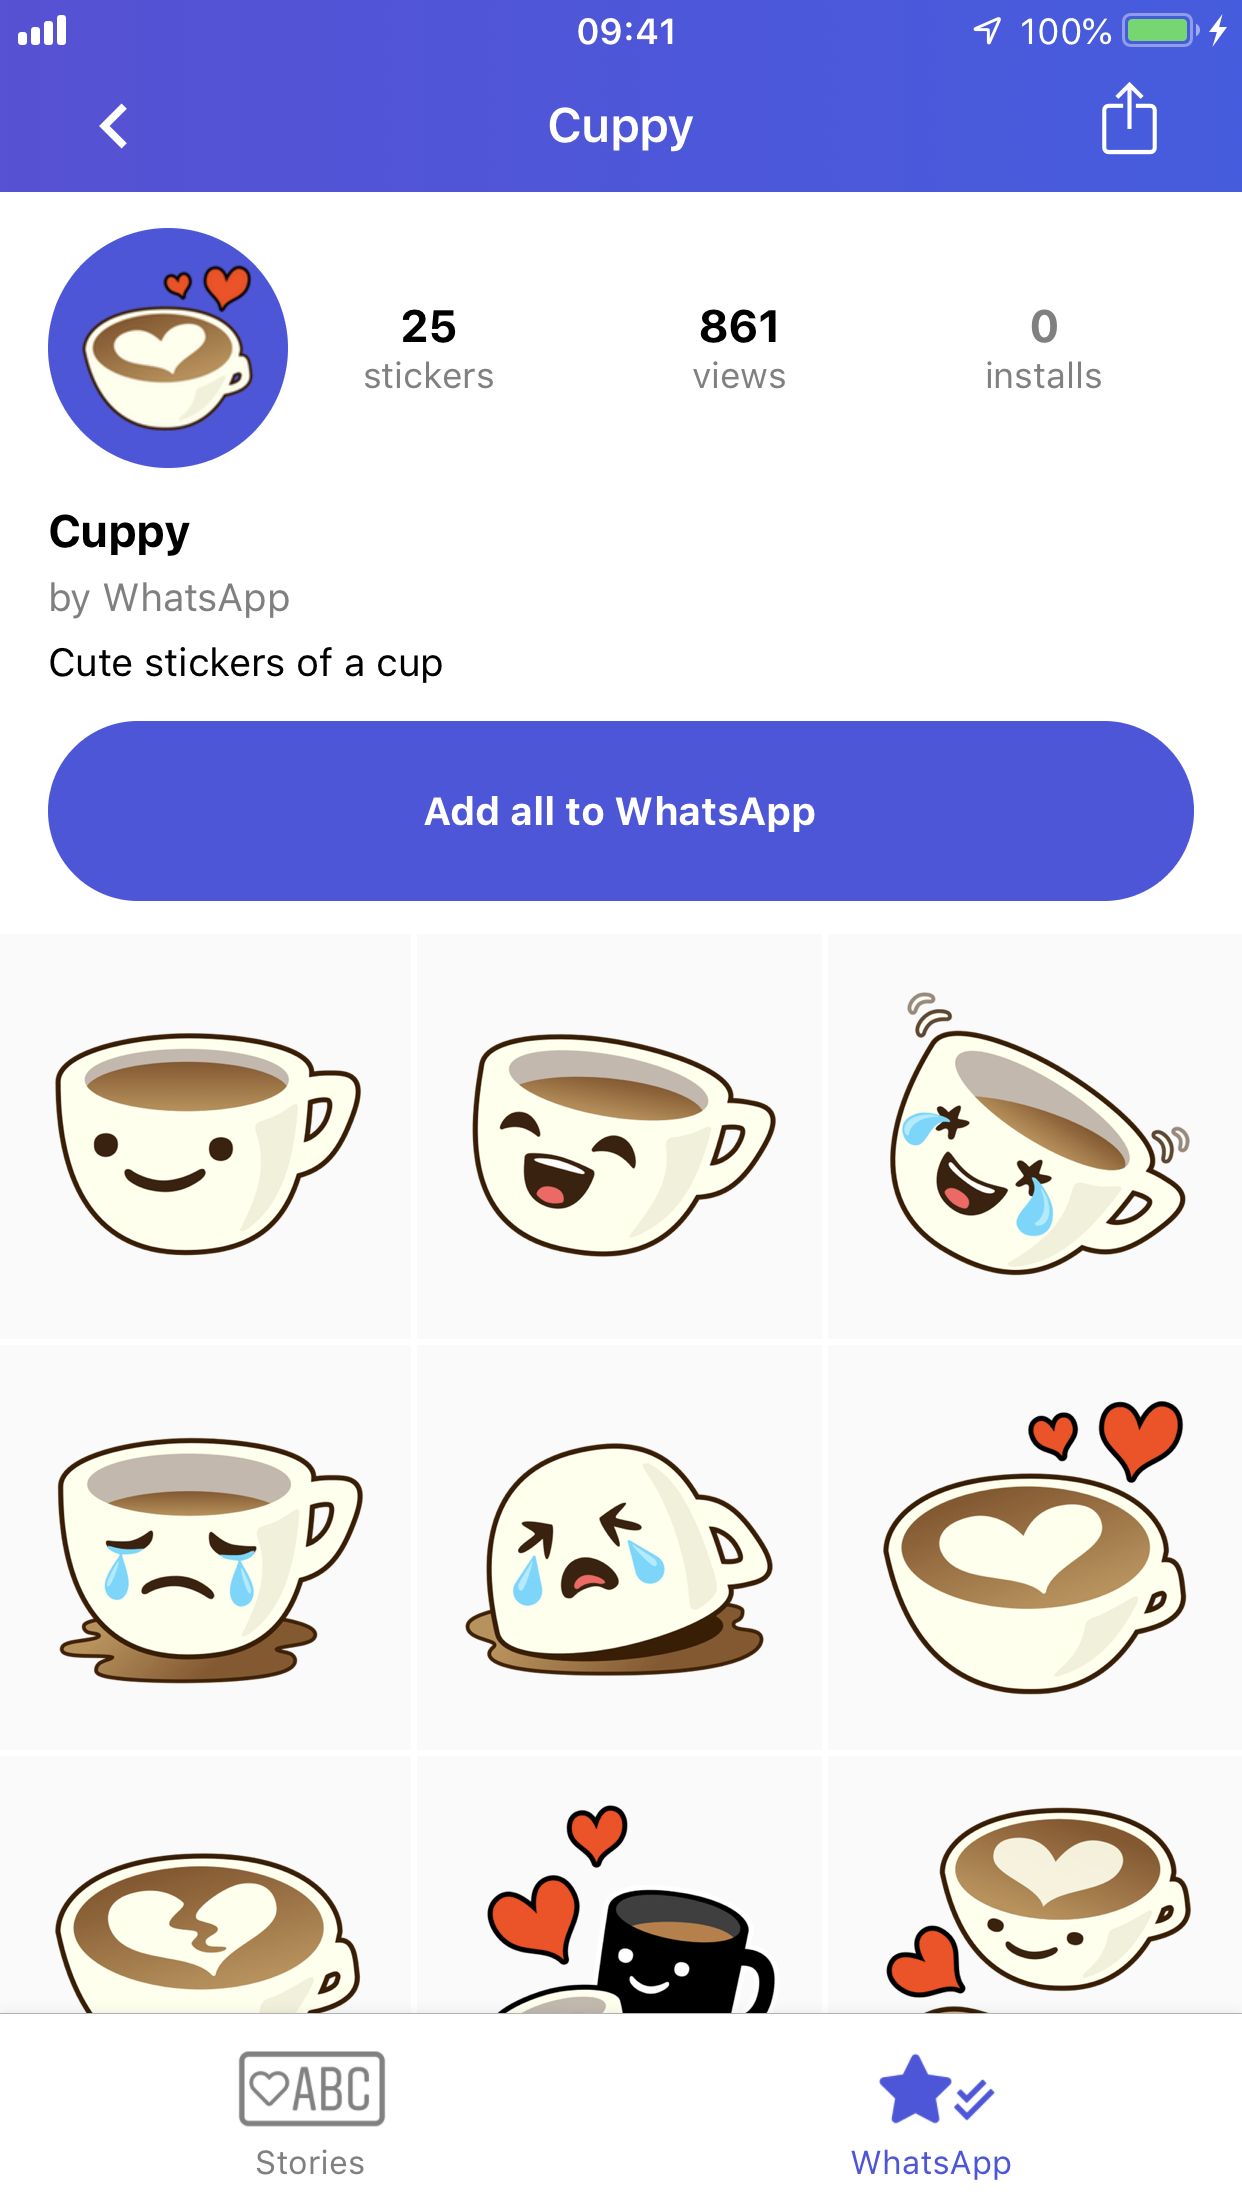 09:41
100%
Cuppy
25
stickers
861
views
0
installs
Cuppy
by WhatsApp
Cute stickers of a cup
Add all to WhatsApp
ABC
Stories
WhatsApp